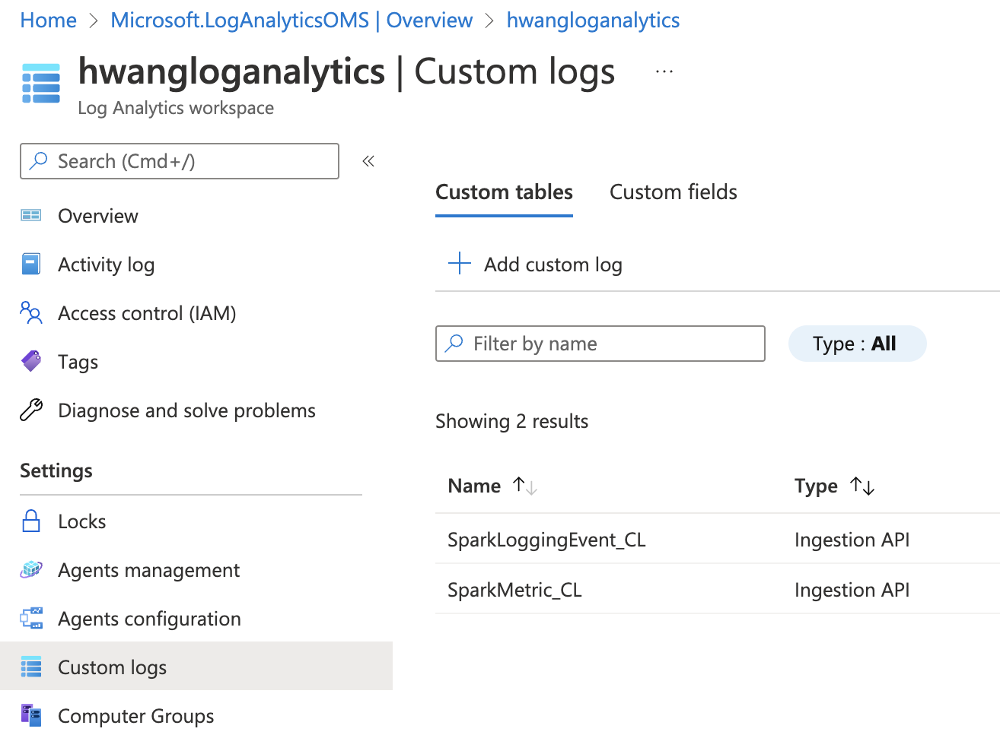 Home > Microsoft.LogAnalyticsOMS | Overview > hwangloganalytics
hwangloganalytics | Custom logs ...
Log Analytics workspace
Search (Cmd+/)
«
Overview
Activity log
Access control (IAM)
Tags
Diagnose and solve problems
Settings
Locks
Agents management
Agents configuration
Custom logs
Computer Groups
Custom tables Custom fields
+ Add custom log
Filter by name Type : All
Showing 2 results
Name ↑↓ Type ↑↓
SparkLoggingEvent_CL Ingestion API
SparkMetric_CL Ingestion API